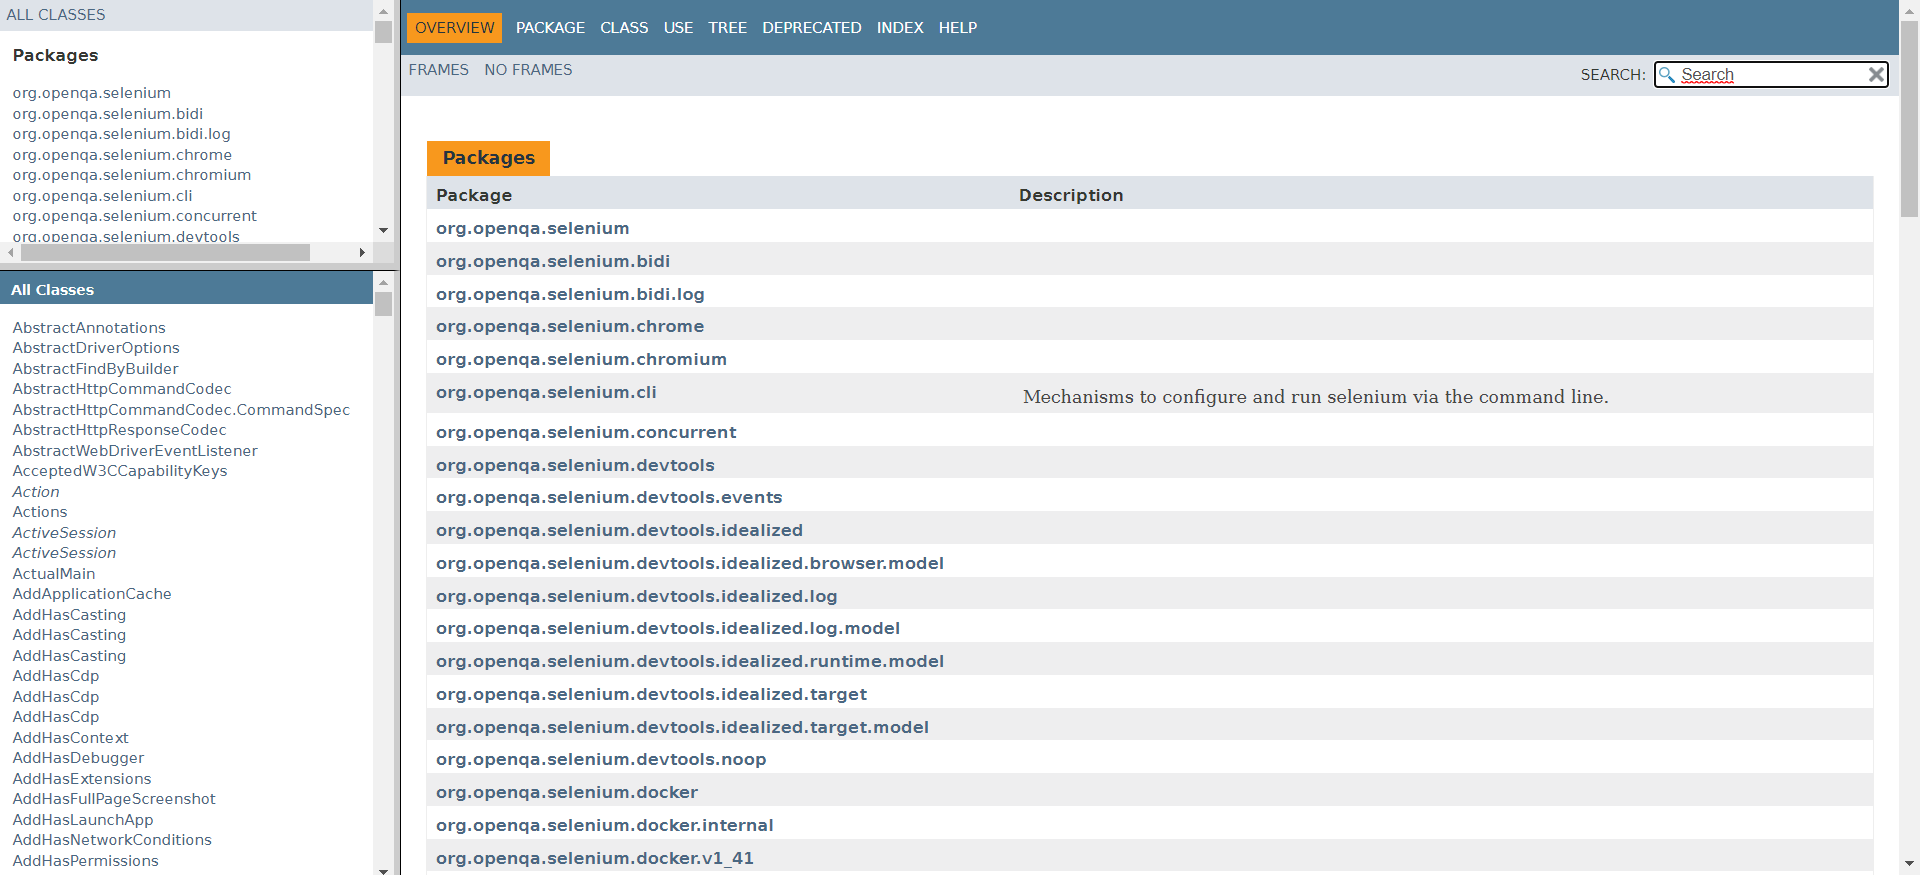 ALL CLASSES
Packages
org.openqa.selenium
org.openqa.selenium.bidi
org.openqa.selenium.bidi.log
org.openqa.selenium.chrome
org.openqa.selenium.chromium
org.openqa.selenium.cli
org.openqa.selenium.concurrent
org.openqa.selenium.devtools
All Classes
AbstractAnnotations
AbstractDriverOptions
AbstractFindByBuilder
AbstractHttpCommandCodec
AbstractHttpCommandCodec.CommandSpec
AbstractHttpResponseCodec
AbstractWebDriverEventListener
AcceptedW3CCapabilityKeys
Action
Actions
ActiveSession
ActiveSession
ActualMain
AddApplicationCache
AddHasCasting
AddHasCasting
AddHasCasting
AddHasCdp
AddHasCdp
AddHasCdp
AddHasContext
AddHasDebugger
AddHasExtensions
AddHasFullPageScreenshot
AddHasLaunchApp
AddHasNetworkConditions
AddHasPermissions
OVERVIEW PACKAGE CLASS USE TREE DEPRECATED INDEX HELP
FRAMES NO FRAMES
SEARCH: Search
Packages
Package Description
org.openqa.selenium
org.openqa.selenium.bidi
org.openqa.selenium.bidi.log
org.openqa.selenium.chrome
org.openqa.selenium.chromium
org.openqa.selenium.cli Mechanisms to configure and run selenium via the command line.
org.openqa.selenium.concurrent
org.openqa.selenium.devtools
org.openqa.selenium.devtools.events
org.openqa.selenium.devtools.idealized
org.openqa.selenium.devtools.idealized.browser.model
org.openqa.selenium.devtools.idealized.log
org.openqa.selenium.devtools.idealized.log.model
org.openqa.selenium.devtools.idealized.runtime.model
org.openqa.selenium.devtools.idealized.target
org.openqa.selenium.devtools.idealized.target.model
org.openqa.selenium.devtools.noop
org.openqa.selenium.docker
org.openqa.selenium.docker.internal
org.openqa.selenium.docker.v1_41